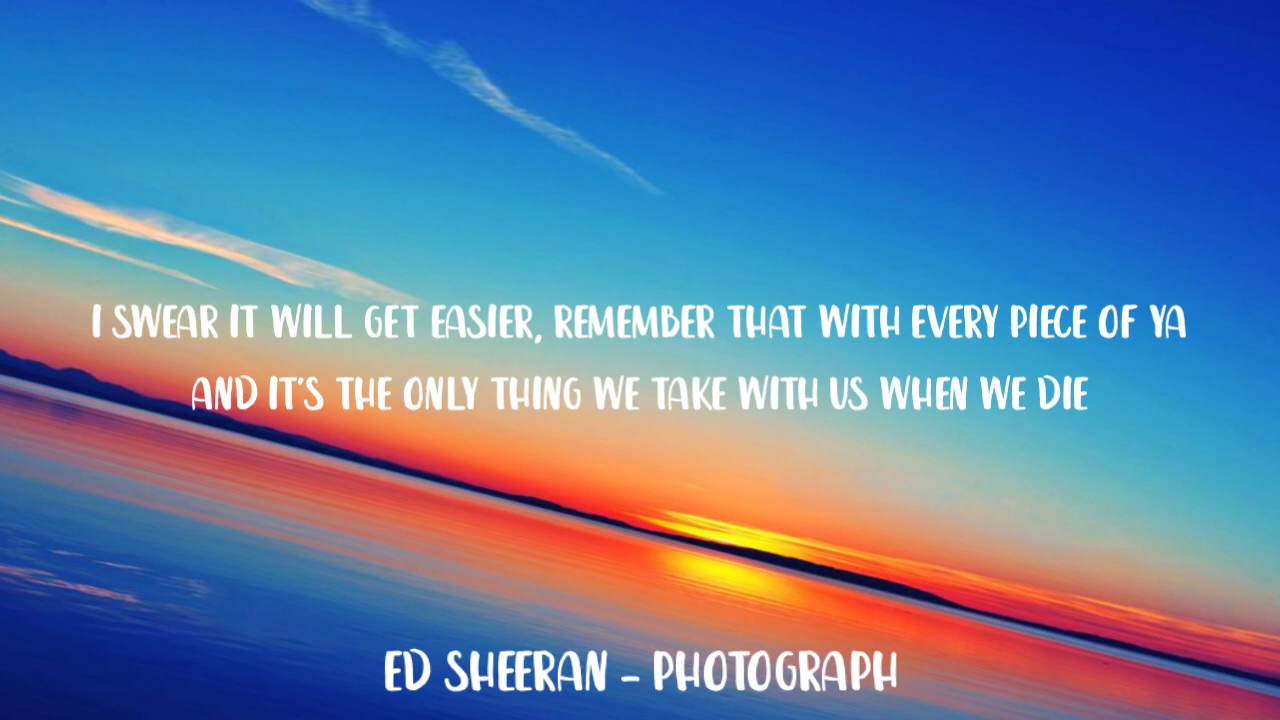 I SWEAR IT WILL GET EASIER, REMEMBER THAT WITH EVERY PIECE OF YA
AND IT'S THE ONLY THING WE TAKE WITH US WHEN WE DIE
ED SHEERAN - PHOTOGRAPH